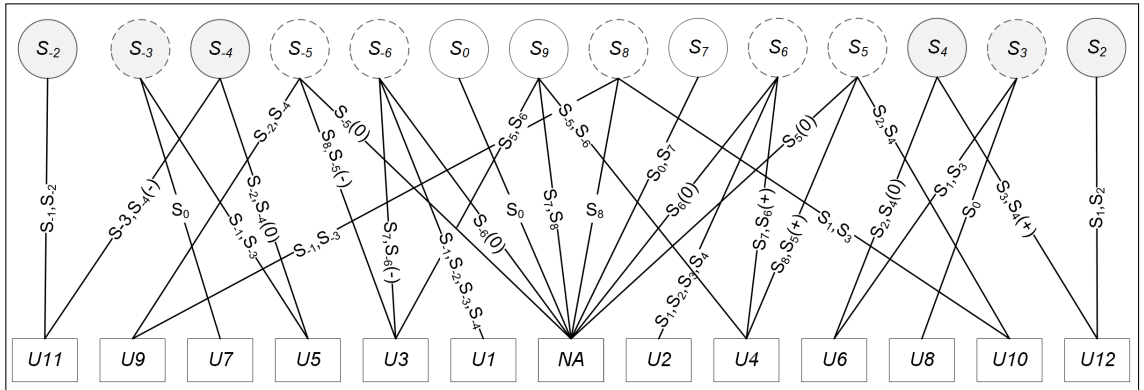 S-2 S-3 S-4 S-5 S-6 S0 S9 S8 S7 S6 S5 S4 S3 S2
S-1,S-2
S-3,S-4(-)
S0
S-1,S-3
S-2,S-4(0)
S-2,S-4
S8,S-5(-)
S-5(0)
S7,S-6(-)
S-1,S-2,S-3,S-4
S-6(0)
S0
S5,S6
S7,S8
S-5,S-6
S-1,S-3
S8
S1,S3
S0,S7
S6(0)
S1,S2,S3,S4
S7,S6(+)
S5(0)
S8,S5(+)
S2,S4
S2,S4(0)
S3,S4(+)
S1,S3
S0
S1,S2
U11 U9 U7 U5 U3 U1 NA U2 U4 U6 U8 U10 U12